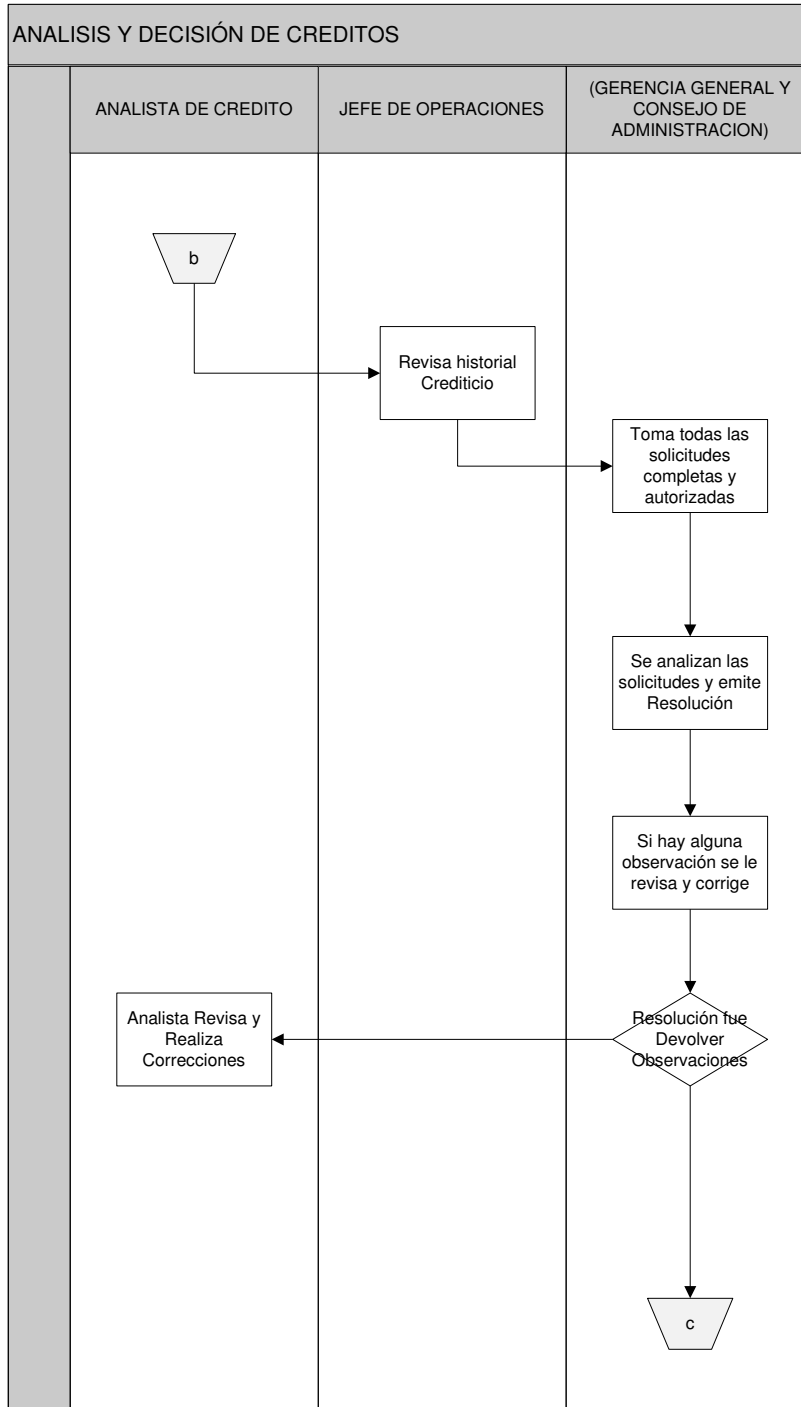 ANALISIS Y DECISIÓN DE CREDITOS
ANALISTA DE CREDITO
JEFE DE OPERACIONES
(GERENCIA GENERAL Y
CONSEJO DE
ADMINISTRACION)
b
Revisa historial
Crediticio
Toma todas las
solicitudes
completas y
autorizadas
Se analizan las
solicitudes y emite
Resolución
Si hay alguna
observación se le
revisa y corrige
Analista Revisa y
Realiza
Correcciones
Resolución fue
Devolver
Observaciones
c